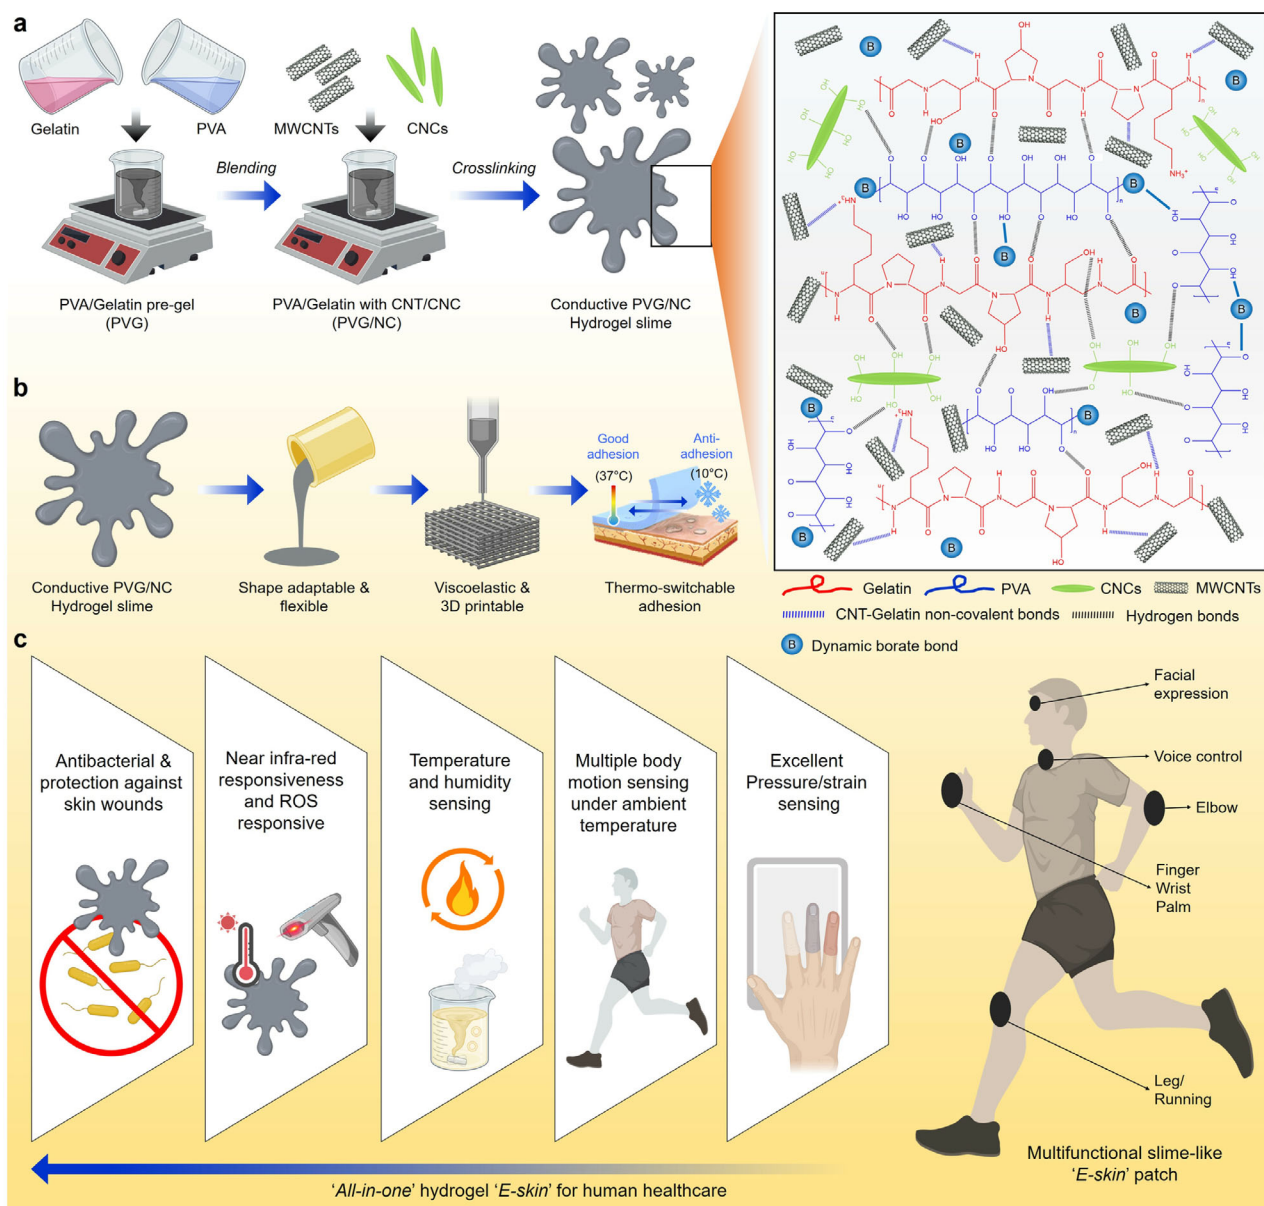 a
Gelatin
PVA
MWCNTs
CNCs
Blending
Crosslinking
PVA/Gelatin pre-gel
(PVG)
PVA/Gelatin with CNT/CNC
(PVG/NC)
Conductive PVG/NC
Hydrogel slime
b
Good
adhesion
(37°C)
Anti-
adhesion
(10°C)
Conductive PVG/NC
Hydrogel slime
Shape adaptable &
flexible
Viscoelastic &
3D printable
Thermo-switchable
adhesion
Gelatin
PVA
CNCs
MWCNTs
CNT-Gelatin non-covalent bonds
Hydrogen bonds
B
Dynamic borate bond
c
Antibacterial &
protection against
skin wounds
Near infra-red
responsiveness
and ROS
responsive
Temperature
and humidity
sensing
Multiple body
motion sensing
under ambient
temperature
Excellent
Pressure/strain
sensing
Facial
expression
Voice control
Elbow
Finger
Wrist
Palm
Leg/
Running
Multifunctional slime-like
‘E-skin’ patch
‘All-in-one’ hydrogel ‘E-skin’ for human healthcare